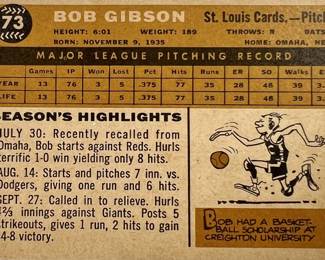 73 BOB GIBSON St. Louis Cards.—Pitch
HEIGHT: 6:01 WEIGHT: 189 THROWS: R
BORN: NOVEMBER 9, 1935 HOME: OMAHA, NE
MAJOR LEAGUE PITCHING RECORD
Games IP Won Lost Pct. Hits Runs ER SO Walks
YEAR 13 76 3 5 .375 77 35 28 48 39
LIFE 13 76 3 5 .375 77 35 28 48 39
SEASON'S HIGHLIGHTS
JULY 30: Recently recalled from
Omaha, Bob starts against Reds. Hurls
terrific 1-0 win yielding only 8 hits.
AUG. 14: Starts and pitches 7 inn. vs.
Dodgers, giving one run and 6 hits.
SEPT. 27: Called in to relieve. Hurls
4⅔ innings against Giants. Posts 5
strikeouts, gives 1 run, 2 hits to gain
4-8 victory.
BOB HAD A BASKET-
BALL SCHOLARSHIP AT
CREIGHTON UNIVERSITY